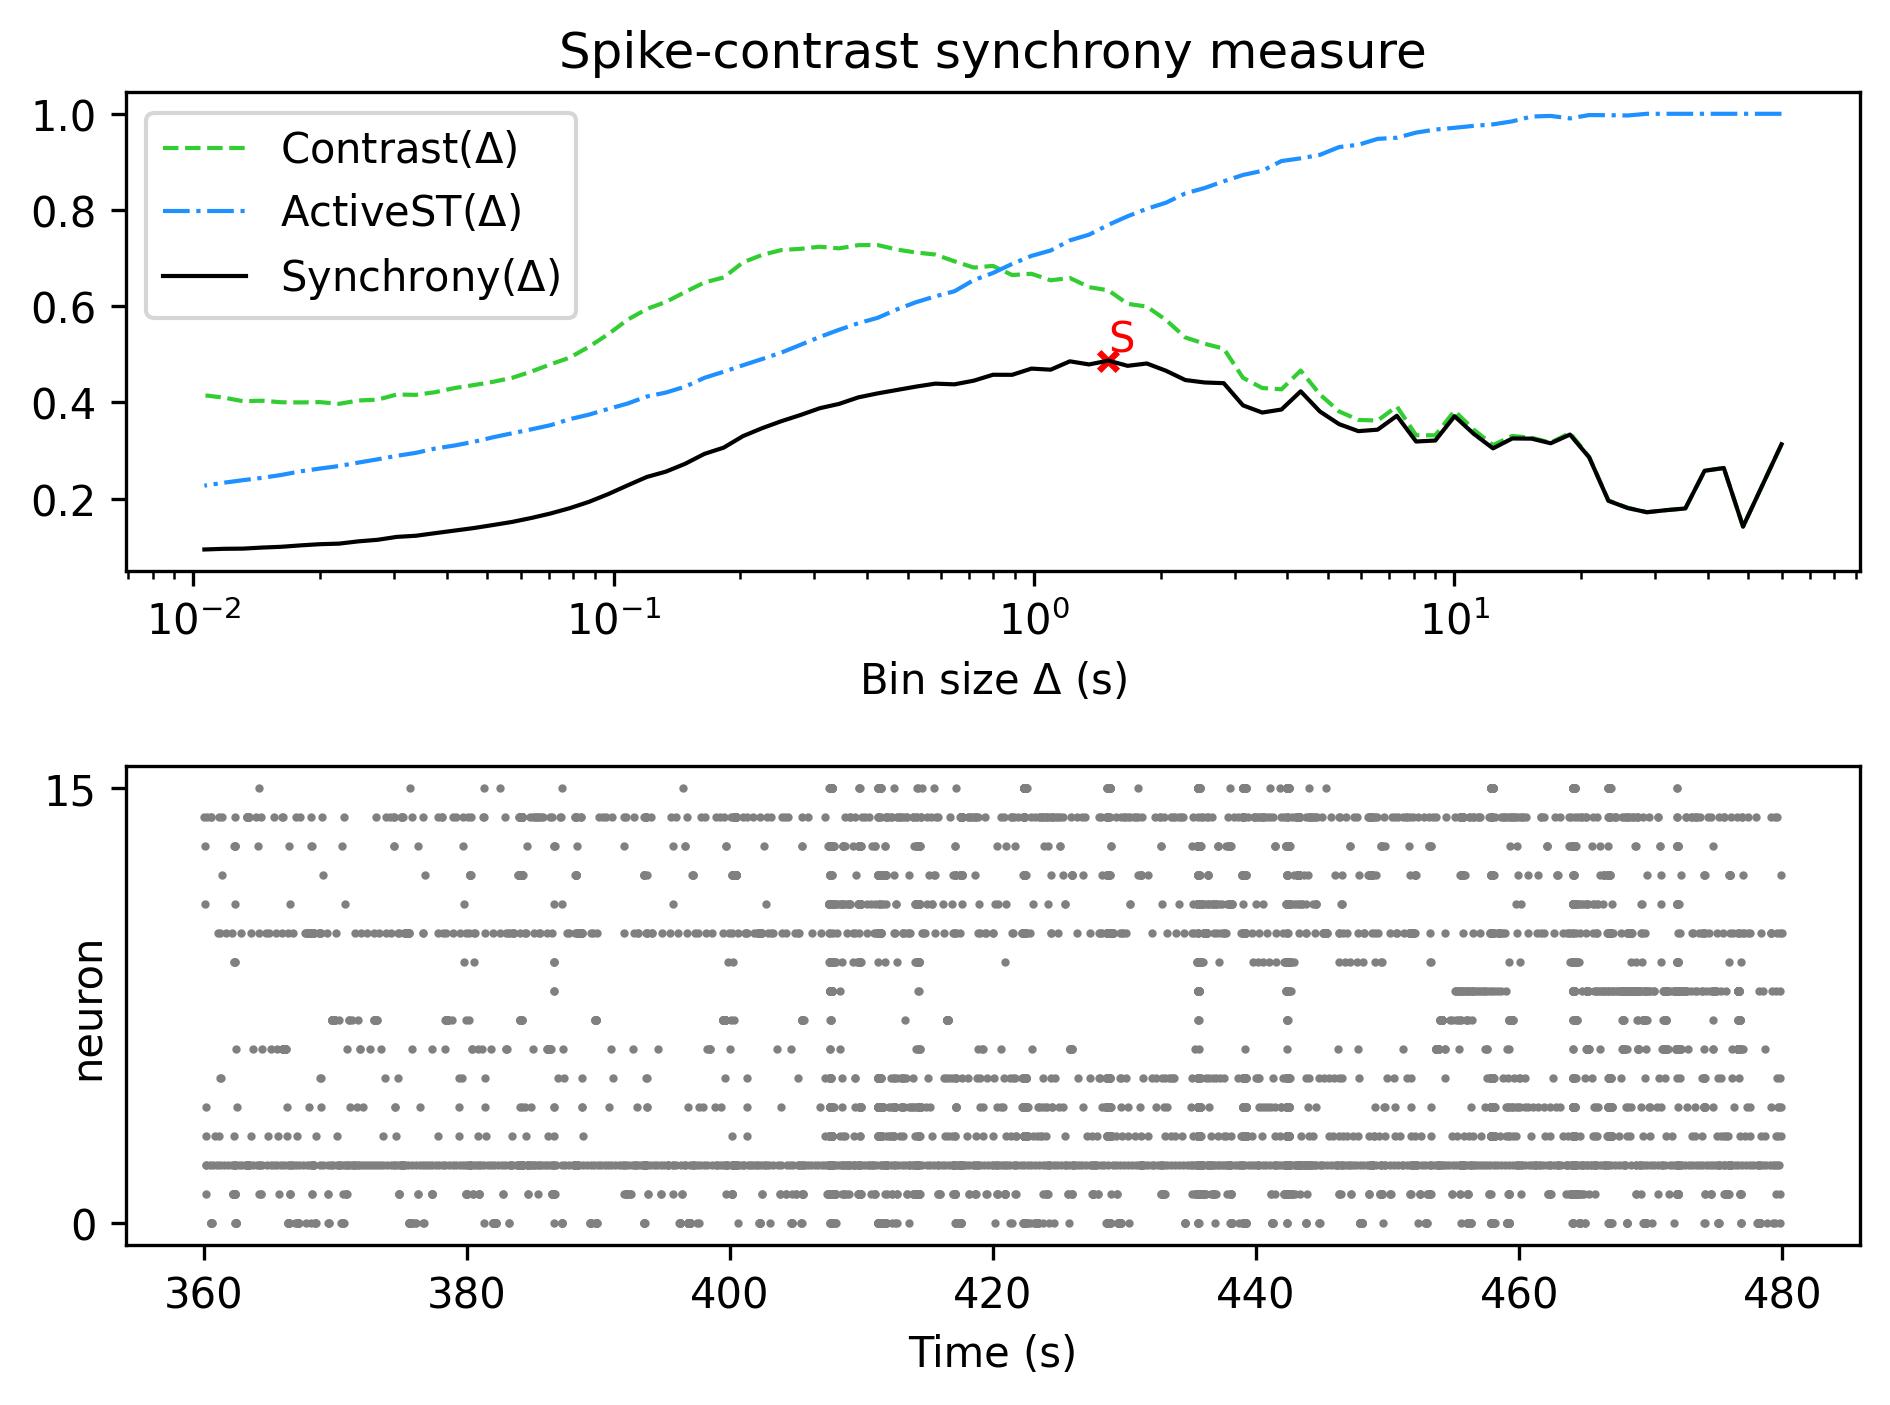 Spike-contrast synchrony measure
1.0
0.8
0.6
0.4
0.2
Contrast(Δ)
ActiveST(Δ)
Synchrony(Δ)
S
10⁻² 10⁻¹ 10⁰ 10¹
Bin size Δ (s)
15
0
neuron
360 380 400 420 440 460 480
Time (s)